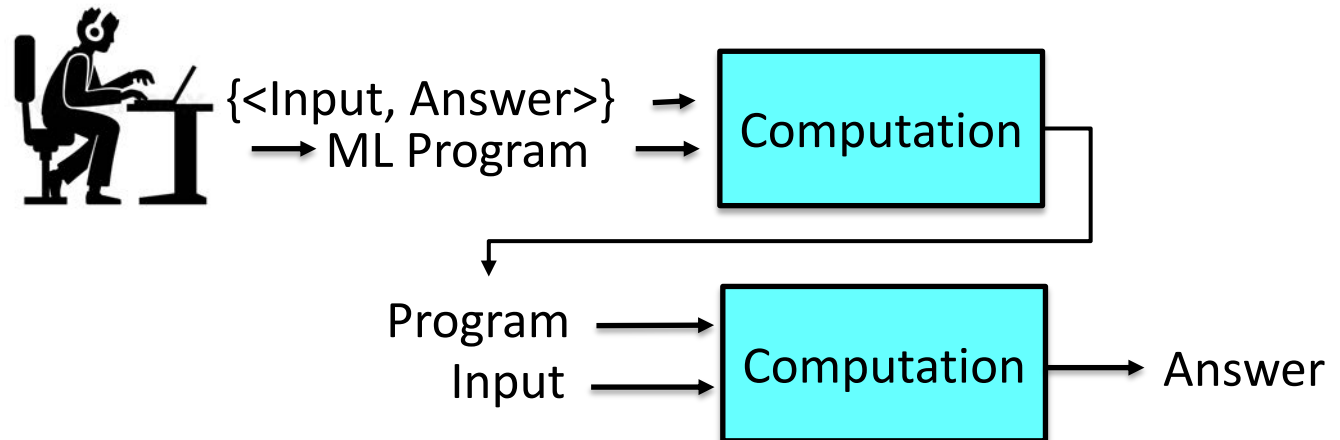 {<Input, Answer>}
ML Program
Computation
Program
Input
Computation
Answer